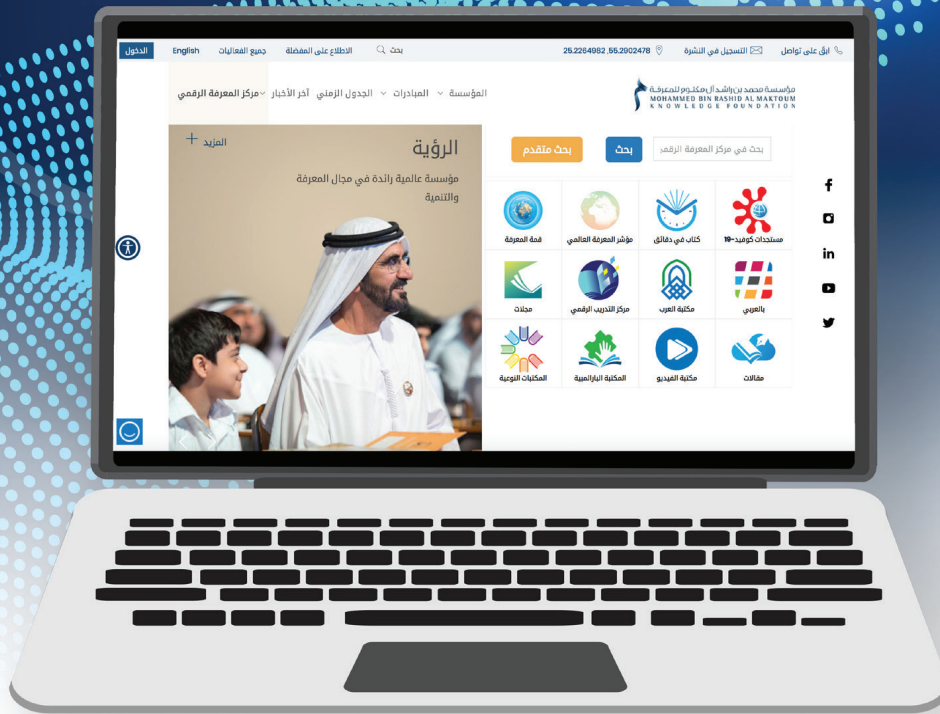 ابقَ على تواصل
التسجيل في النشرة
25.2264982 ,55.2902478
بحث
الاطلاع على المفضلة
جميع الفعاليات
English
الدخول
مؤسسة محمد بن راشد آل مكتوم للمعرفة
MOHAMMED BIN RASHID AL MAKTOUM
KNOWLEDGE FOUNDATION
المؤسسة
المبادرات
الجدول الزمني
آخر الأخبار
مركز المعرفة الرقمي
بحث في مركز المعرفة الرقمي
بحث
بحث متقدم
مستجدات كوفيد-19
كتاب في دقائق
مؤشر المعرفة العالمي
قمة المعرفة
بالعربي
مكتبة العرب
مركز التدريب الرقمي
مجلات
مقالات
مكتبة الفيديو
المكتبة البارالمبية
المكتبات النوعية
الرؤية
المزيد
مؤسسة عالمية رائدة في مجال المعرفة
والتنمية